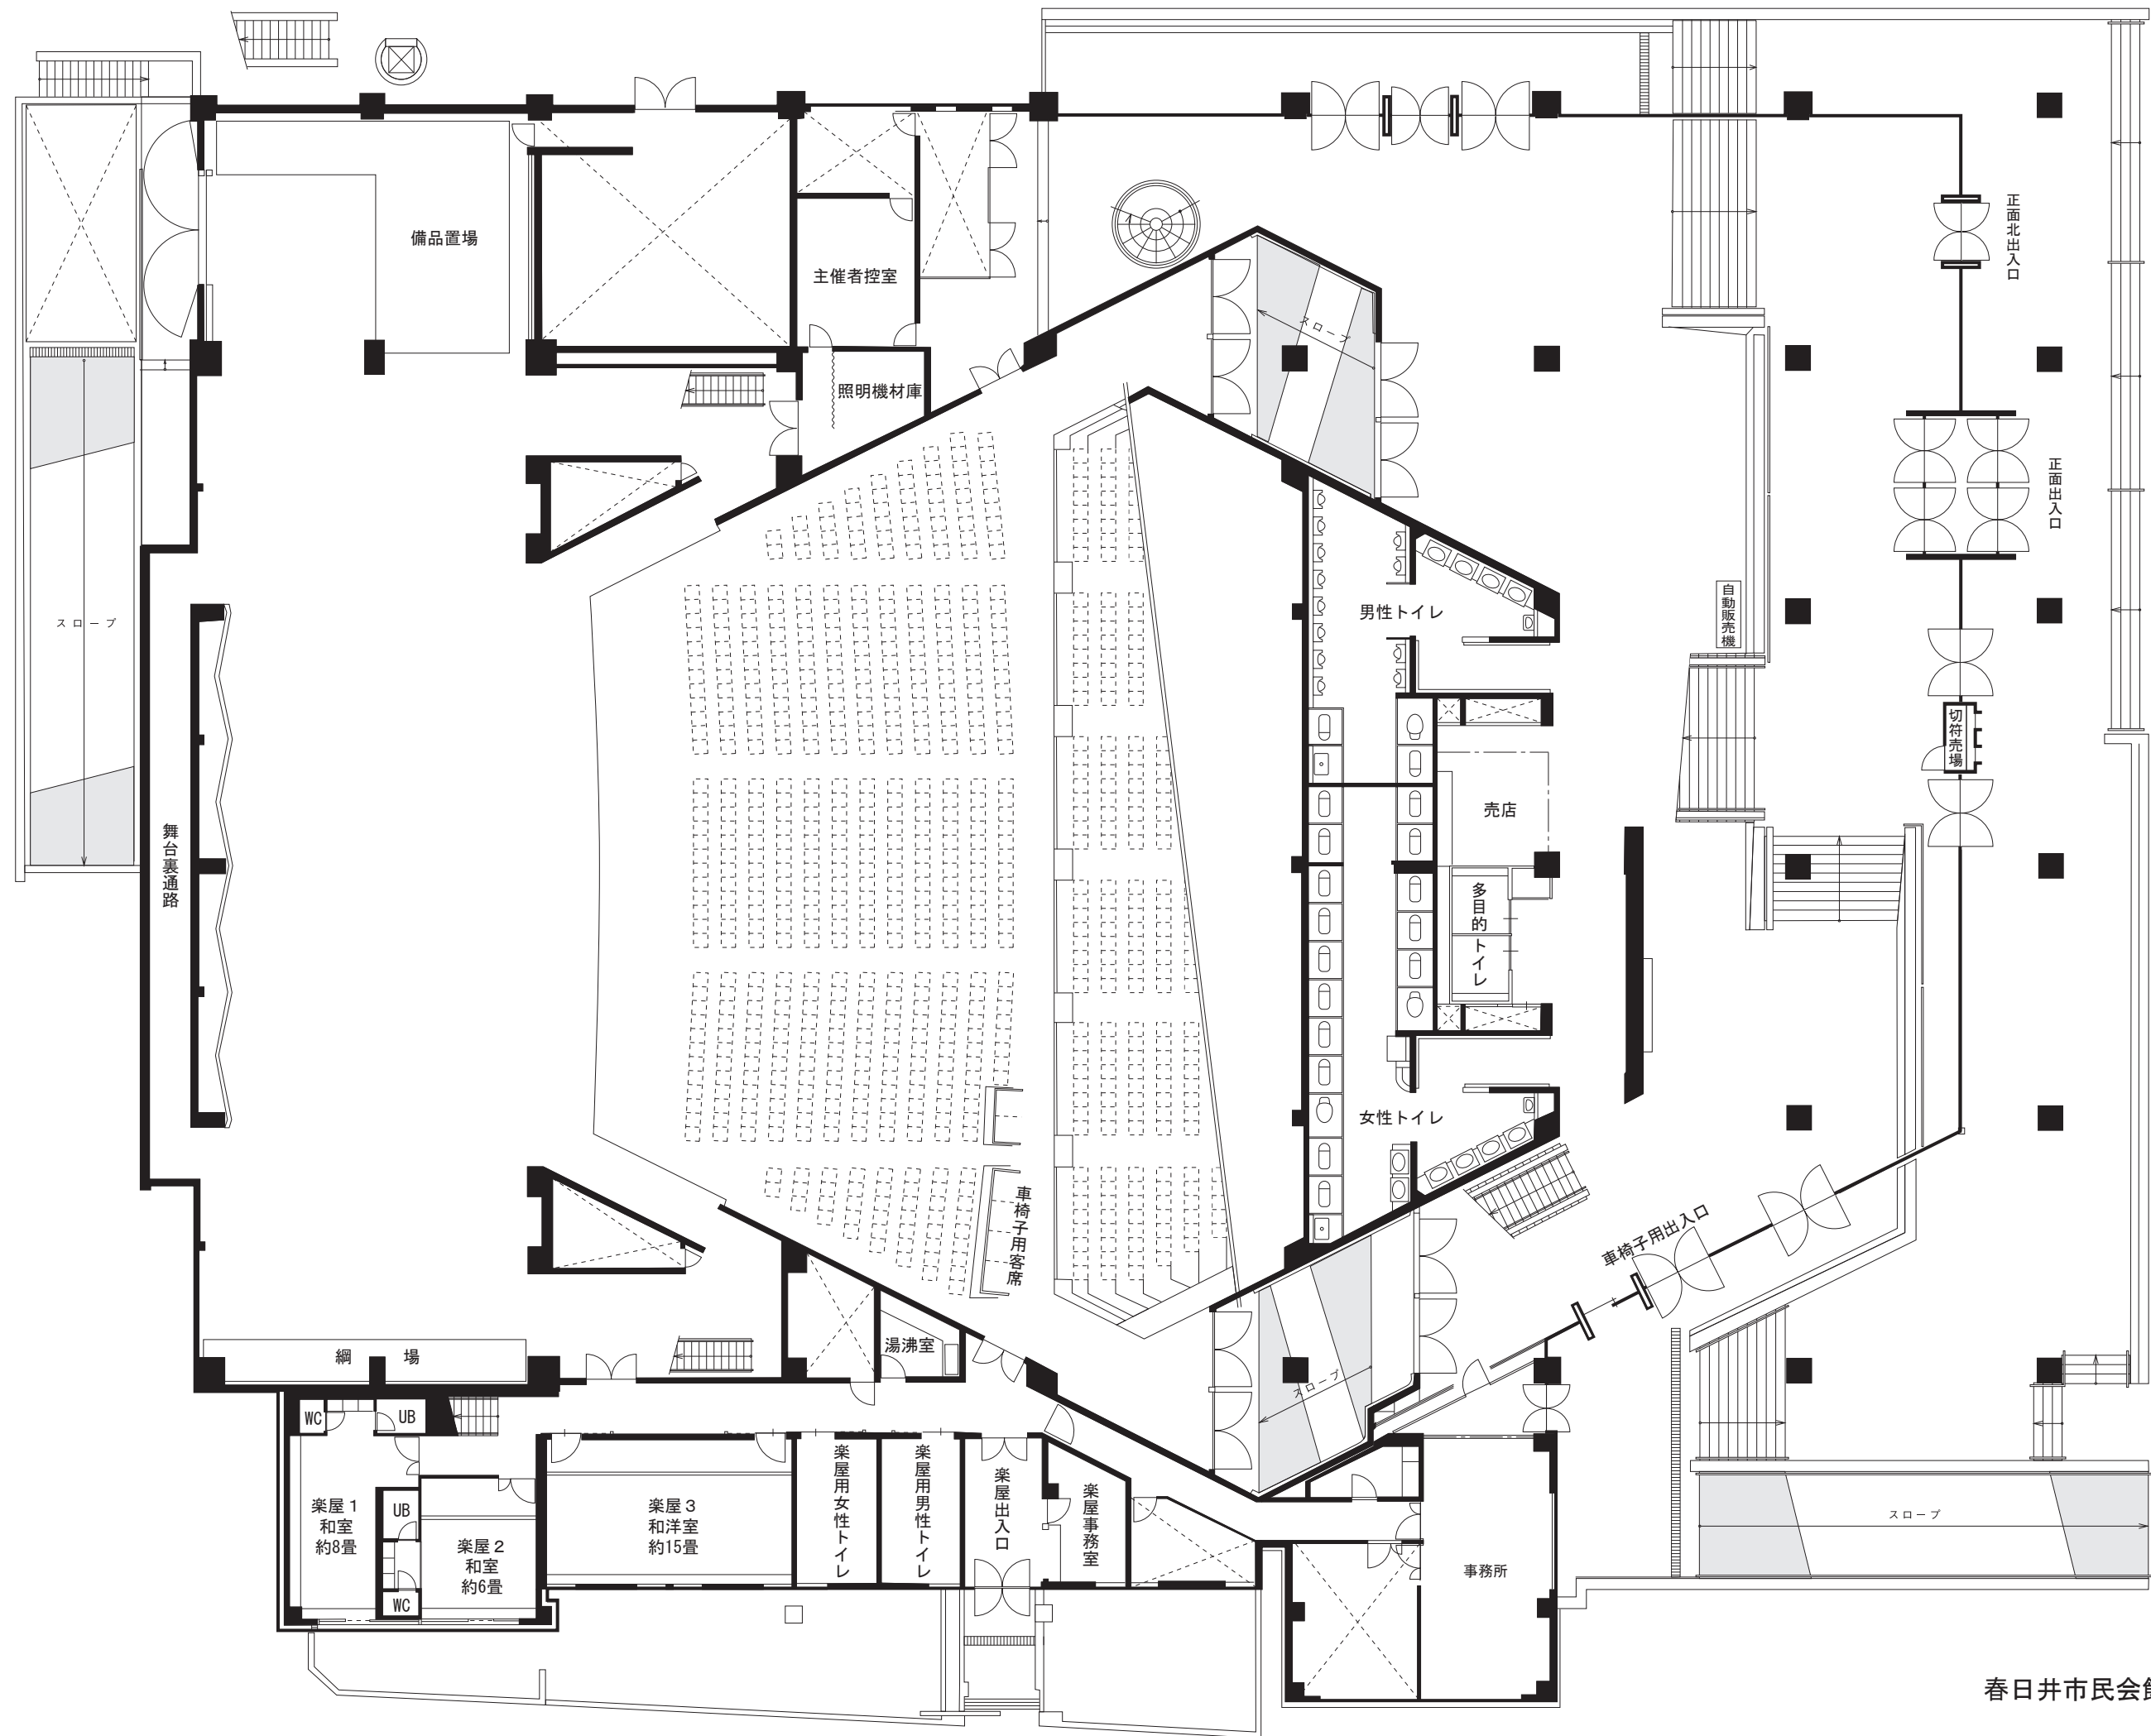 正面北出入口
備品置場
主催者控室
スロープ
照明機材庫
正面出入口
自動販売機
男性トイレ
スロープ
切符売場
売店
舞台裏通路
多目的トイレ
女性トイレ
車椅子用客席
車椅子用出入口
湯沸室
綱場
スロープ
WC
UB
楽屋用女性トイレ
楽屋用男性トイレ
楽屋出入口
楽屋事務室
楽屋1
和室
約8畳
UB
楽屋3
和洋室
約15畳
スロープ
楽屋2
和室
約6畳
事務所
WC
春日井市民会